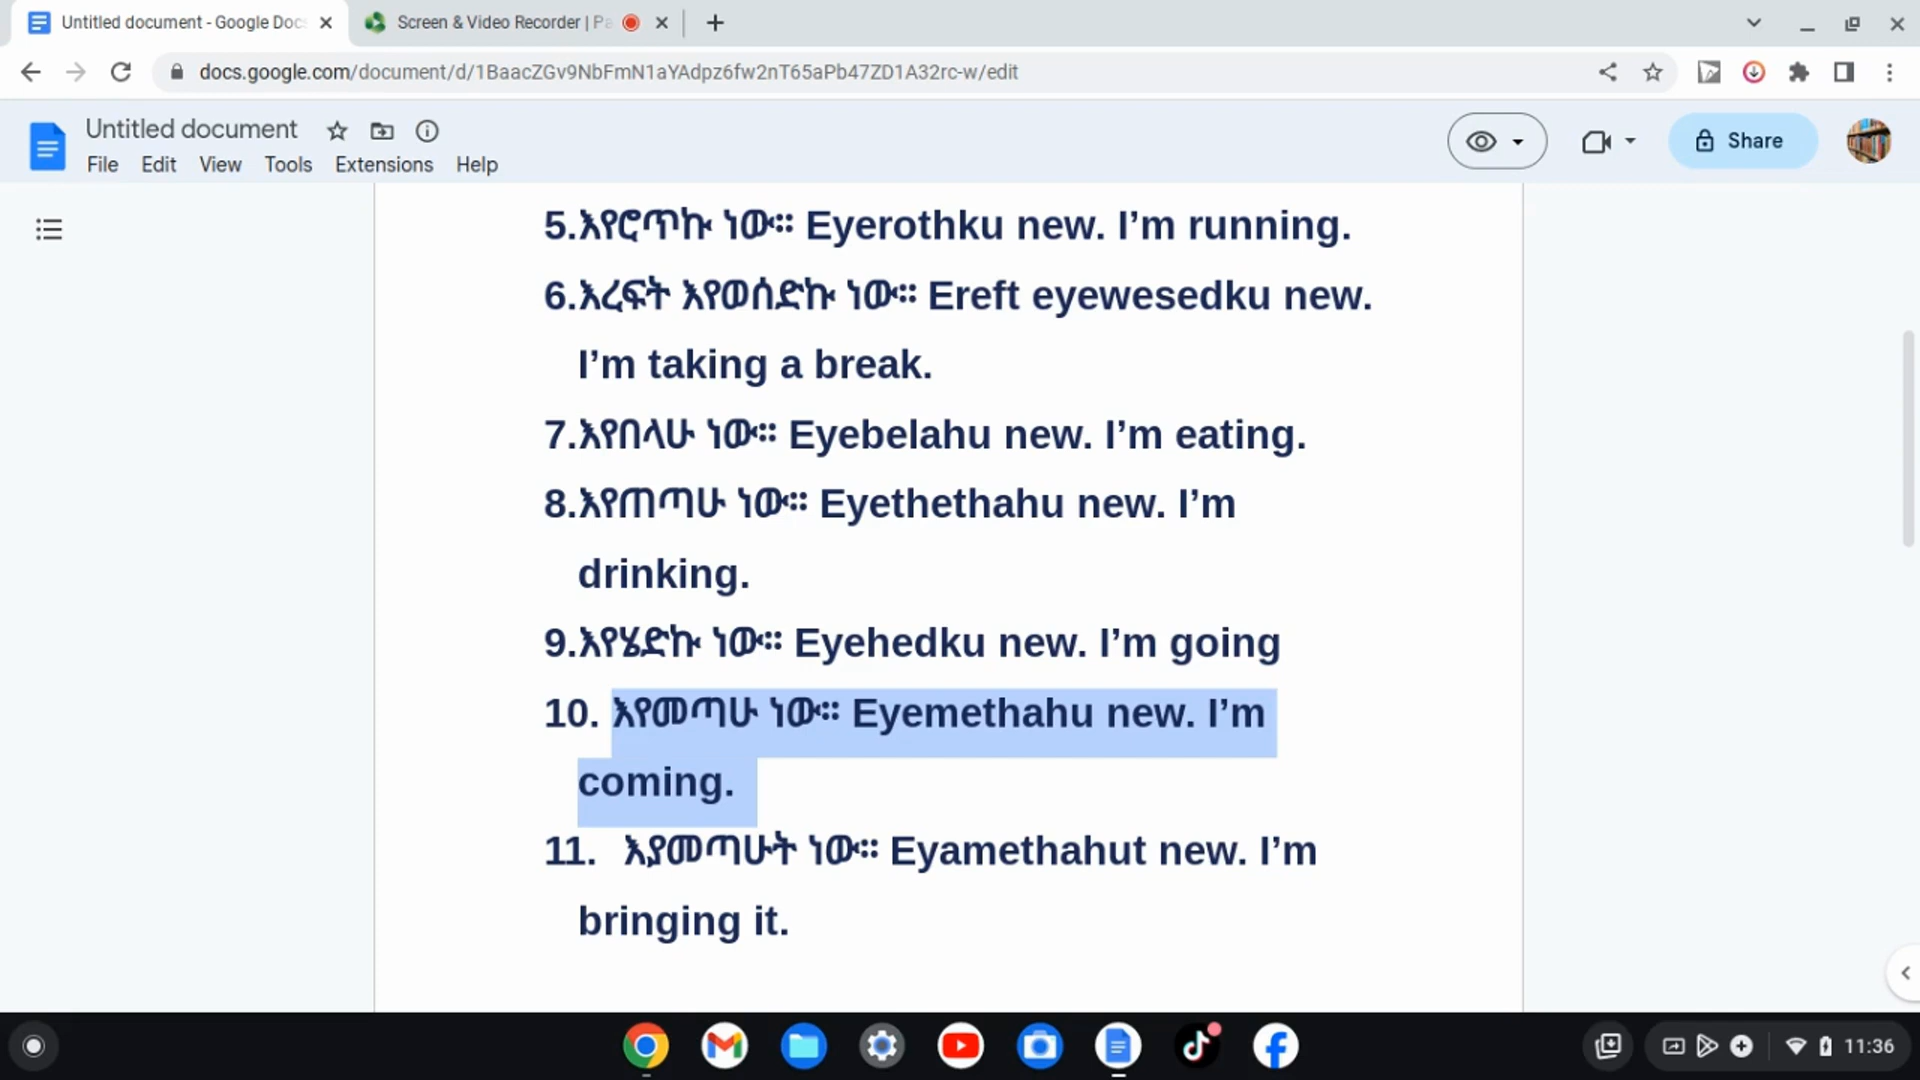 Untitled document - Google Doc
Screen & Video Recorder | Pa
docs.google.com/document/d/1BaacZGv9NbFmN1aYAdpz6fw2nT65aPb47ZD1A32rc-w/edit
Untitled document
File Edit View Tools Extensions Help
Share
5.እየሮጥኩ ነው። Eyerothku new. I’m running.
6.እረፍት እየወሰድኩ ነው። Ereft eyewesedku new.
I’m taking a break.
7.እየበላሁ ነው። Eyebelahu new. I’m eating.
8.እየጠጣሁ ነው። Eyethethahu new. I’m
drinking.
9.እየሄድኩ ነው። Eyehedku new. I’m going
10. እየመጣሁ ነው። Eyemethahu new. I’m
coming.
11. እያመጣሁት ነው። Eyamethahut new. I’m
bringing it.
11:36